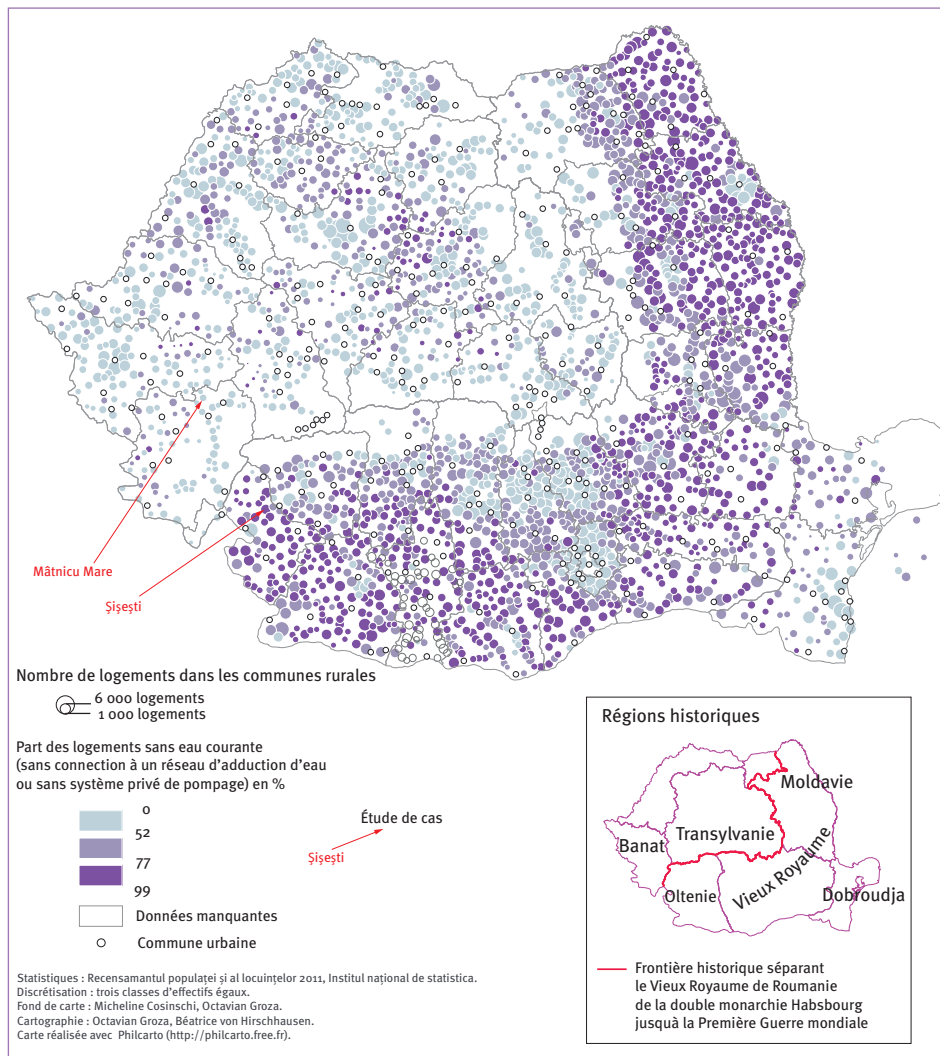 Mâtnicu Mare
Şişeşti
Nombre de logements dans les communes rurales
6 000 logements
1 000 logements
Part des logements sans eau courante
(sans connection à un réseau d'adduction d'eau
ou sans système privé de pompage) en %
0
52
77
99
Étude de cas
Şişeşti
Données manquantes
Commune urbaine
Statistiques : Recensamantul populaţei și al locuinţelor 2011, Institul naţional de statistica.
Discrétisation : trois classes d'effectifs égaux.
Fond de carte : Micheline Cosinschi, Octavian Groza.
Cartographie : Octavian Groza, Béatrice von Hirschhausen.
Carte réalisée avec Philcarto (http://philcarto.free.fr).
Régions historiques
Moldavie
Transylvanie
Banat
Vieux Royaume
Oltenie
Dobroudja
Frontière historique séparant
le Vieux Royaume de Roumanie
de la double monarchie Habsbourg
jusquà la Première Guerre mondiale